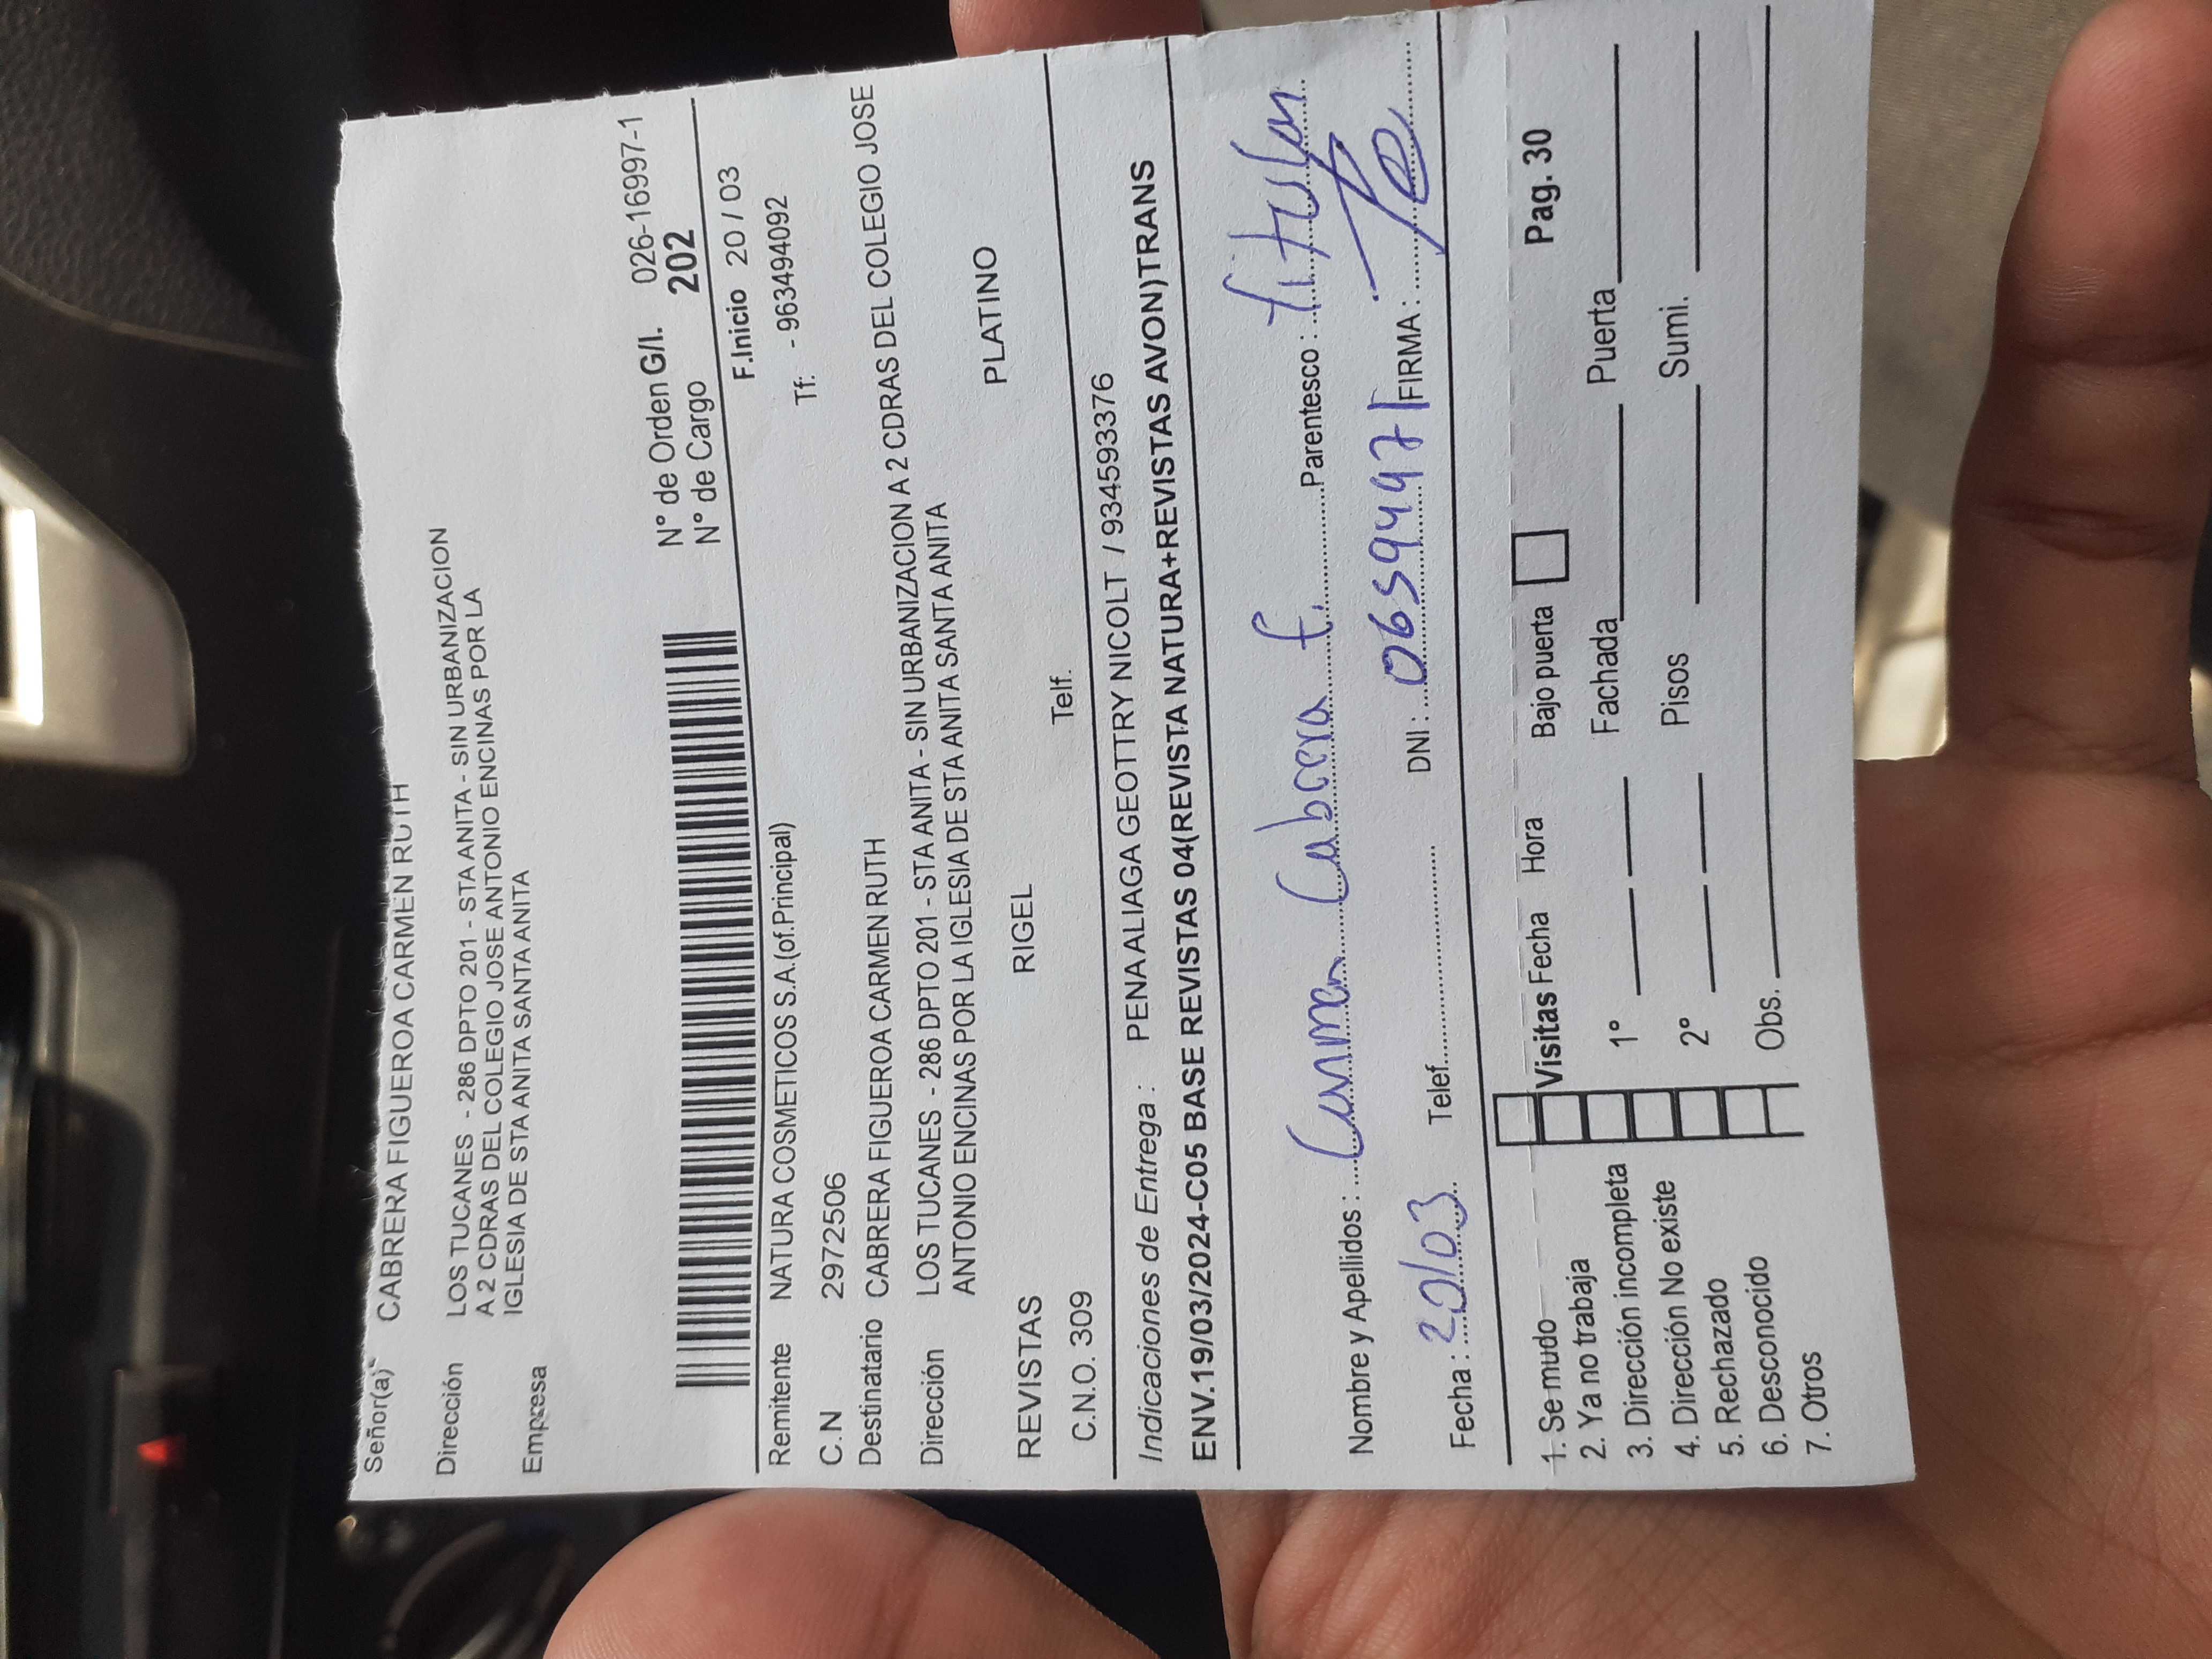 Señor(a) CABRERA FIGUEROA CARMEN RUTH
Dirección LOS TUCANES - 286 DPTO 201 - STA ANITA - SIN URBANIZACION
A 2 CDRAS DEL COLEGIO JOSE ANTONIO ENCINAS POR LA
IGLESIA DE STA ANITA SANTA ANITA
Empresa
N° de Orden G/I. 026-16997-1
N° de Cargo 202
F.Inicio 20 / 03
Remitente NATURA COSMETICOS S.A.(of.Principal) Tf: - 963494092
C.N 29722506
Destinatario CABRERA FIGUEROA CARMEN RUTH
Dirección LOS TUCANES - 286 DPTO 201 - STA ANITA - SIN URBANIZACION A 2 CDRAS DEL COLEGIO JOSE
ANTONIO ENCINAS POR LA IGLESIA DE STA ANITA SANTA ANITA
REVISTAS RIGEL PLATINO
C.N.O. 309 Telf.
Indicaciones de Entrega : PENA ALIAGA GEOTTRY NICOLT / 934593376
ENV.19/03/2024-C05 BASE REVISTAS 04(REVISTA NATURA+REVISTAS AVON)TRANS
Nombre y Apellidos : Carmen Cabrera f. Parentesco : titular
Fecha : 20/03 Telef. DNI : 06594497 FIRMA :
1. Se mudo Bajo puerta Pag. 30
2. Ya no trabaja Visitas Fecha Hora
3. Dirección incompleta 1° Fachada Puerta
4. Dirección No existe
5. Rechazado 2° Pisos Sumi.
6. Desconocido
7. Otros Obs.